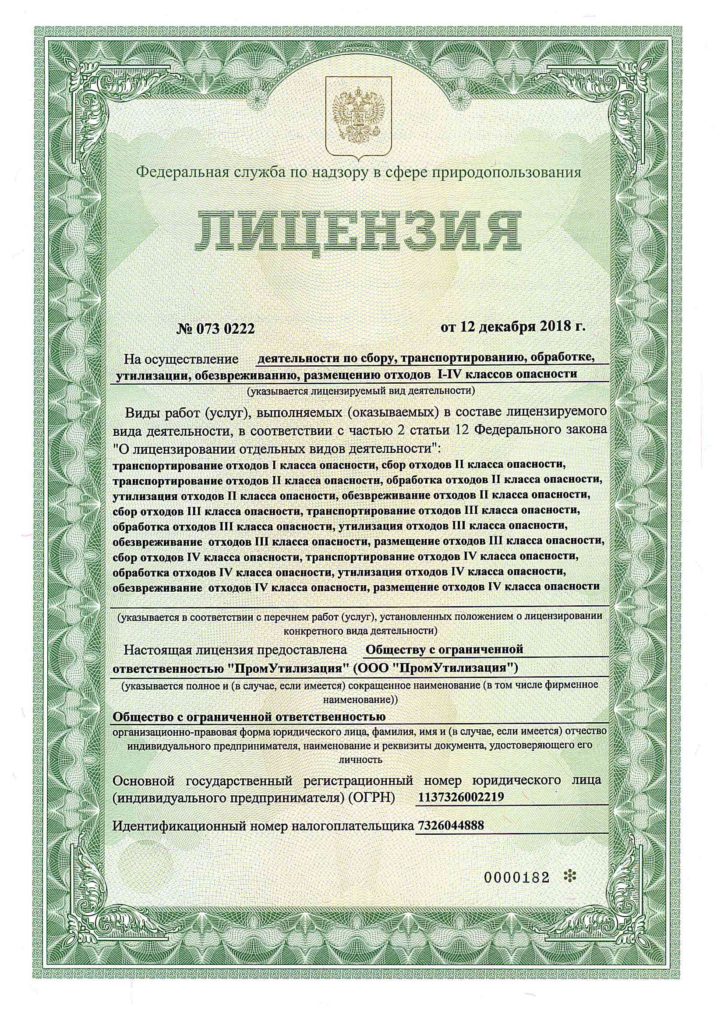 Федеральная служба по надзору в сфере природопользования
ЛИЦЕНЗИЯ
№ 073 0222 от 12 декабря 2018 г.
На осуществление деятельности по сбору, транспортированию, обработке,
утилизации, обезвреживанию, размещению отходов I-IV классов опасности
(указывается лицензируемый вид деятельности)
Виды работ (услуг), выполняемых (оказываемых) в составе лицензируемого
вида деятельности, в соответствии с частью 2 статьи 12 Федерального закона
"О лицензировании отдельных видов деятельности":
транспортирование отходов I класса опасности, сбор отходов II класса опасности,
транспортирование отходов II класса опасности, обработка отходов II класса опасности,
утилизация отходов II класса опасности, обезвреживание отходов II класса опасности,
сбор отходов III класса опасности, транспортирование отходов III класса опасности,
обработка отходов III класса опасности, утилизация отходов III класса опасности,
обезвреживание отходов III класса опасности, размещение отходов III класса опасности,
сбор отходов IV класса опасности, транспортирование отходов IV класса опасности,
обработка отходов IV класса опасности, утилизация отходов IV класса опасности,
обезвреживание отходов IV класса опасности, размещение отходов IV класса опасности
(указывается в соответствии с перечнем работ (услуг), установленных положением о лицензировании
конкретного вида деятельности)
Настоящая лицензия предоставлена Обществу с ограниченной
ответственностью "ПромУтилизация" (ООО "ПромУтилизация")
(указывается полное и (в случае, если имеется) сокращенное наименование (в том числе фирменное
наименование))
Общество с ограниченной ответственностью
организационно-правовая форма юридического лица, фамилия, имя и (в случае, если имеется) отчество
индивидуального предпринимателя, наименование и реквизиты документа, удостоверяющего его
личность
Основной государственный регистрационный номер юридического лица
(индивидуального предпринимателя) (ОГРН) 1137326002219
Идентификационный номер налогоплательщика 7326044888
0000182